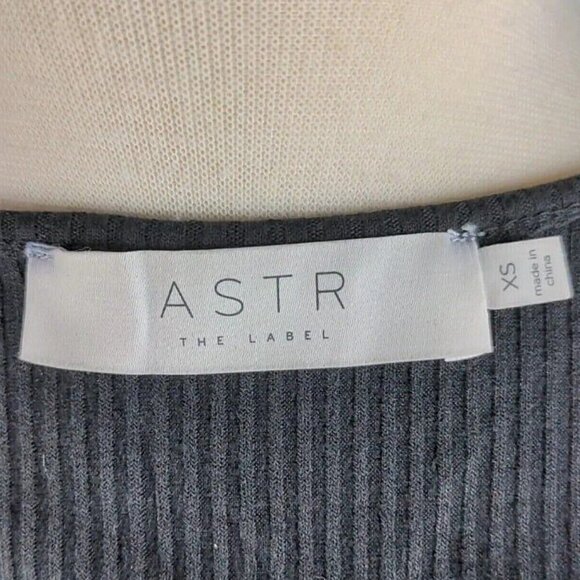 ASTR
THE LABEL
XS
made in
china